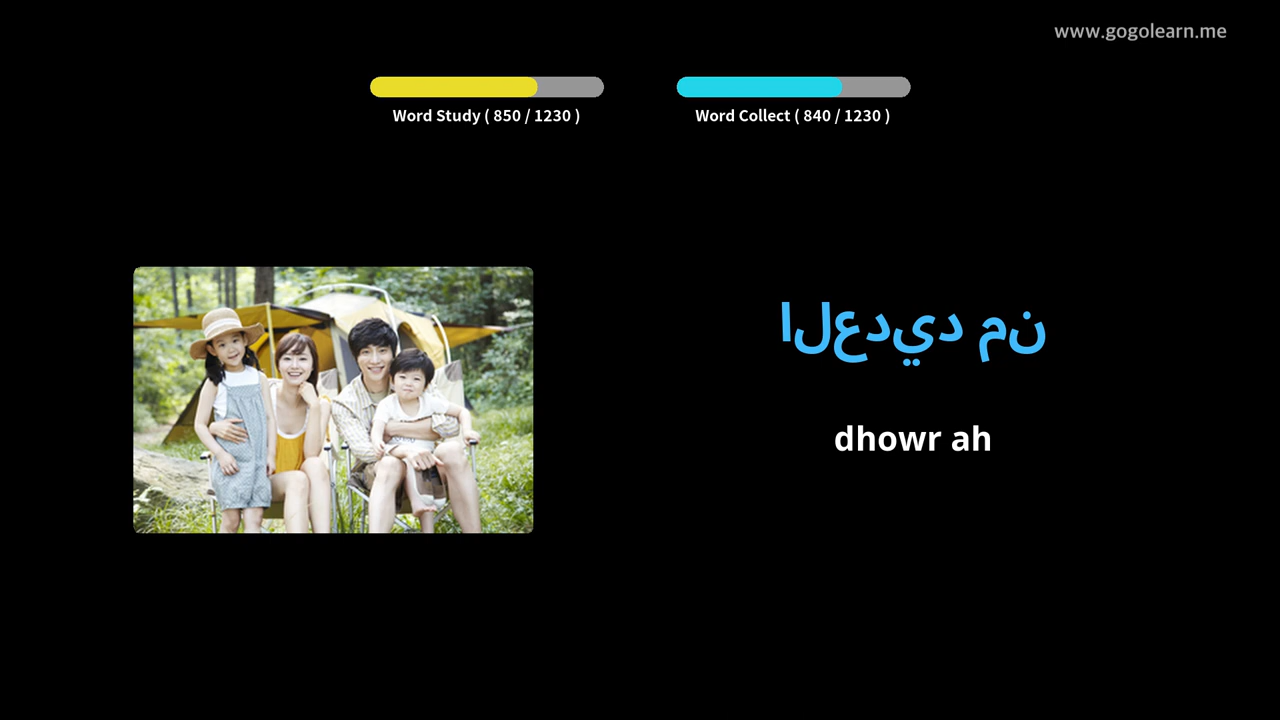 www.gogolearn.me
Word Study ( 850 / 1230 )
Word Collect ( 840 / 1230 )
العديد من
dhowr ah